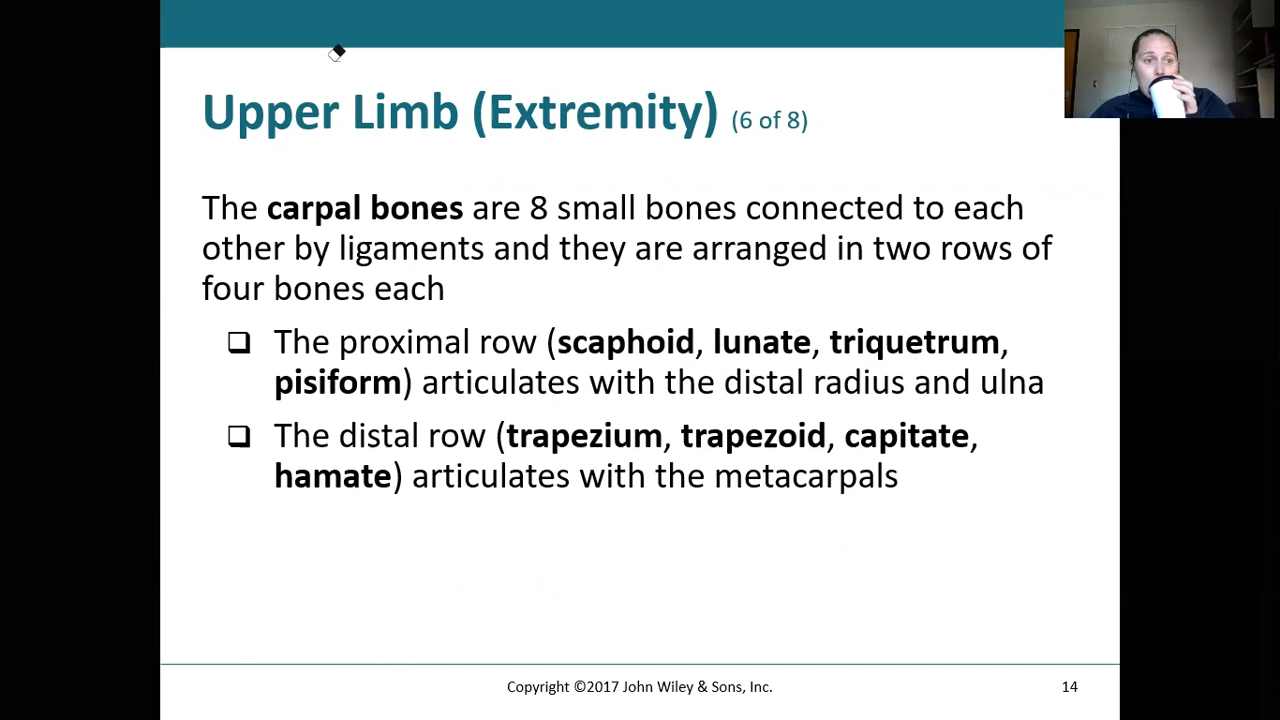 Upper Limb (Extremity) (6 of 8)
The carpal bones are 8 small bones connected to each
other by ligaments and they are arranged in two rows of
four bones each
The proximal row (scaphoid, lunate, triquetrum,
pisiform) articulates with the distal radius and ulna
The distal row (trapezium, trapezoid, capitate,
hamate) articulates with the metacarpals
Copyright ©2017 John Wiley & Sons, Inc.
14